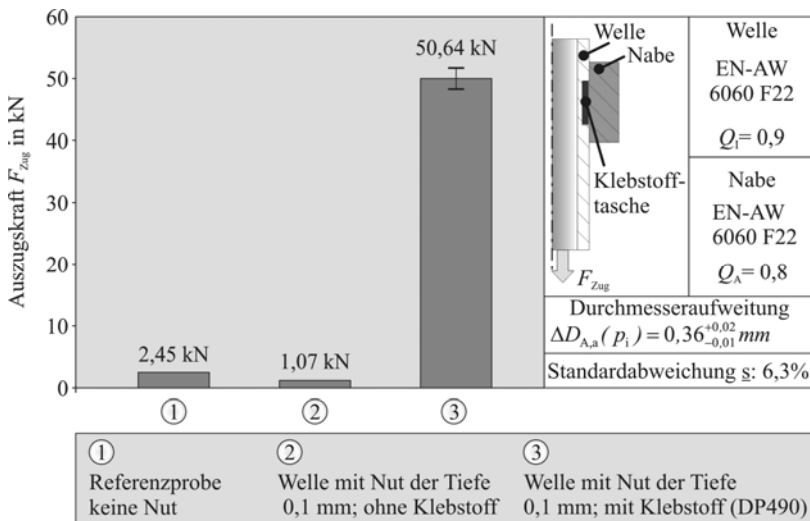 Auszugskraft F_Zug in kN
60
50
40
30
20
10
0
2,45 kN
1,07 kN
50,64 kN
①
②
③
Welle
Nabe
Klebstoff-
tasche
F_Zug
Welle
EN-AW
6060 F22
Q_I= 0,9
Nabe
EN-AW
6060 F22
Q_A= 0,8
Durchmesseraufweitung
ΔD_A,a (p_i) = 0,36 +0,02 −0,01 mm
Standardabweichung s: 6,3%
①
Referenzprobe
keine Nut
②
Welle mit Nut der Tiefe
0,1 mm; ohne Klebstoff
③
Welle mit Nut der Tiefe
0,1 mm; mit Klebstoff (DP490)